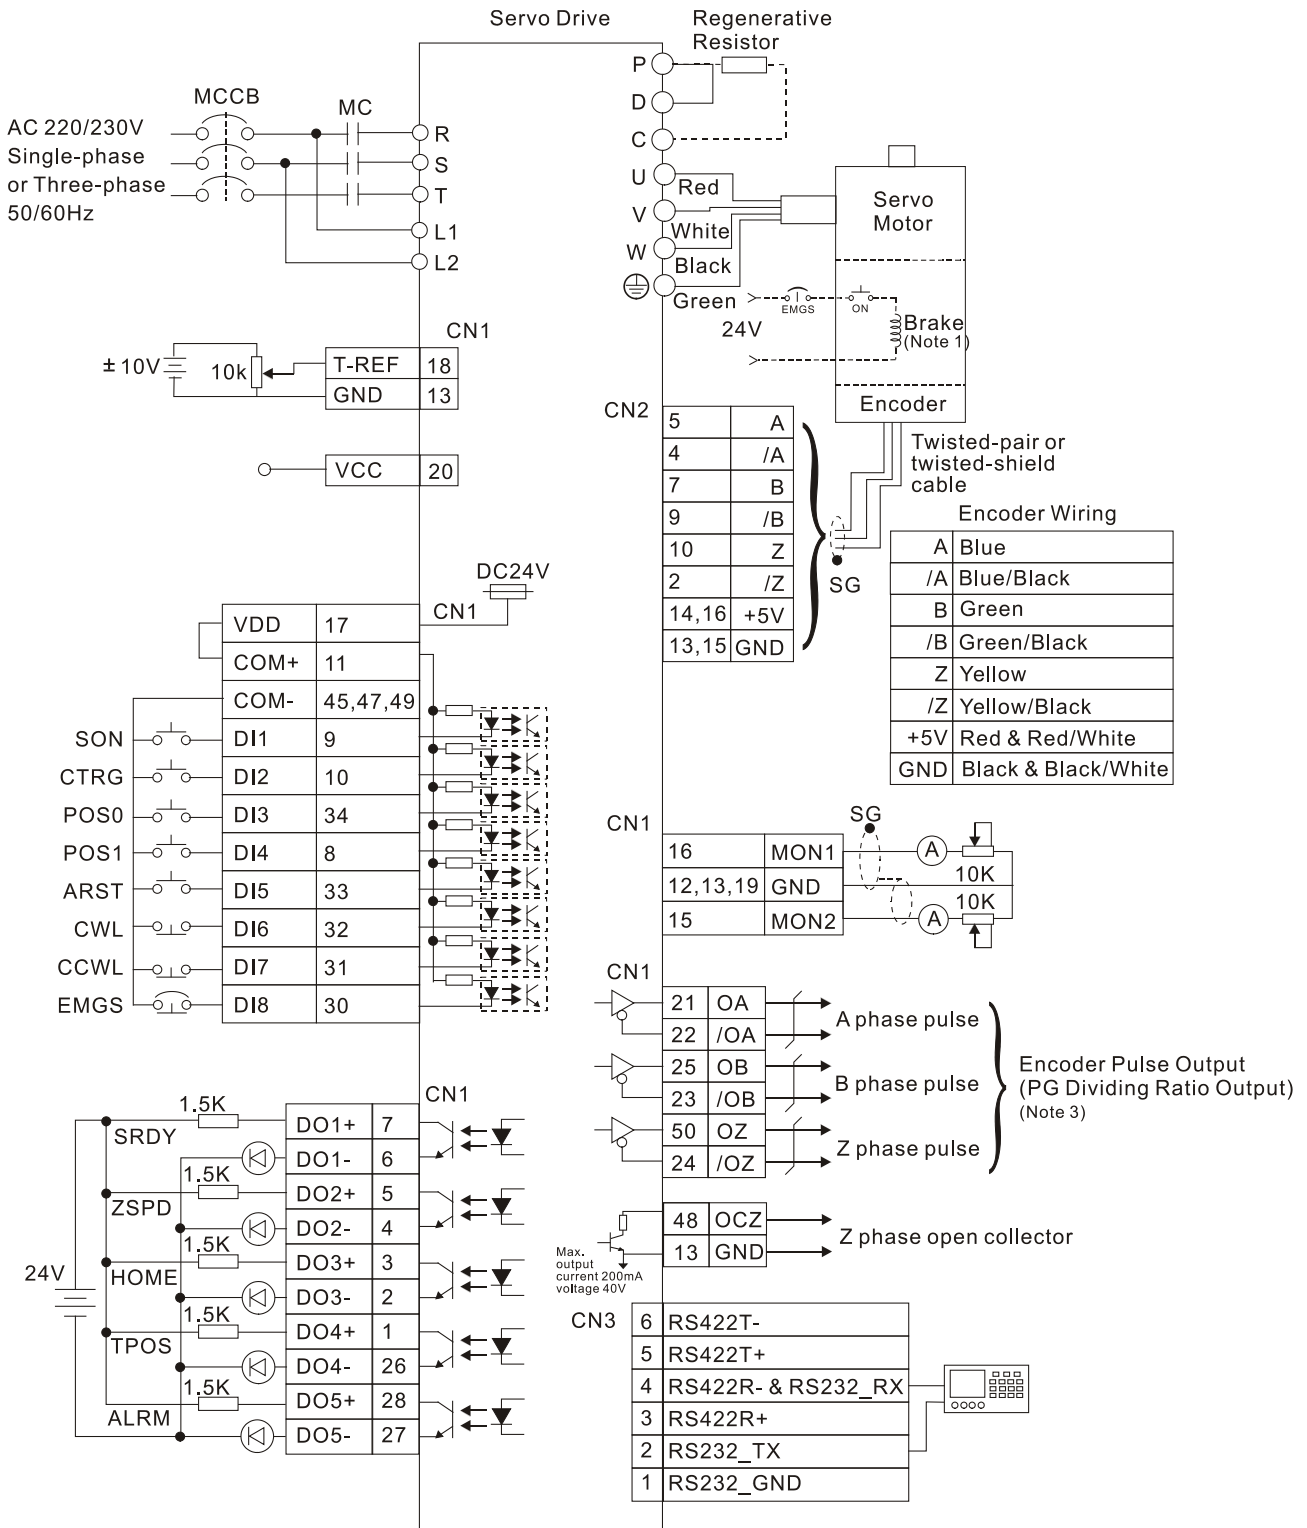 Servo Drive
Regenerative
Resistor
MCCB
MC
AC 220/230V
Single-phase
or Three-phase
50/60Hz
R
S
T
L1
L2
P
D
C
U
V
W
Red
White
Black
Green
Servo
Motor
24V
EMGS
ON
Brake
(Note 1)
Encoder
CN1
± 10V
10k
T-REF 18
GND 13
VCC 20
CN2
5 A
4 /A
7 B
9 /B
10 Z
2 /Z
14,16 +5V
13,15 GND
SG
Twisted-pair or
twisted-shield
cable
Encoder Wiring
A Blue
/A Blue/Black
B Green
/B Green/Black
Z Yellow
/Z Yellow/Black
+5V Red & Red/White
GND Black & Black/White
DC24V
CN1
VDD 17
COM+ 11
COM- 45,47,49
SON DI1 9
CTRG DI2 10
POS0 DI3 34
POS1 DI4 8
ARST DI5 33
CWL DI6 32
CCWL DI7 31
EMGS DI8 30
CN1
SG
16 MON1
12,13,19 GND
15 MON2
A
10K
10K
A
CN1
21 OA
22 /OA
A phase pulse
25 OB
23 /OB
B phase pulse
50 OZ
24 /OZ
Z phase pulse
Encoder Pulse Output
(PG Dividing Ratio Output)
(Note 3)
48 OCZ
13 GND
Z phase open collector
Max.
output
current 200mA
voltage 40V
CN1
24V
1.5K
SRDY
DO1+ 7
DO1- 6
1.5K
ZSPD
DO2+ 5
DO2- 4
1.5K
HOME
DO3+ 3
DO3- 2
1.5K
TPOS
DO4+ 1
DO4- 26
1.5K
ALRM
DO5+ 28
DO5- 27
CN3
6 RS422T-
5 RS422T+
4 RS422R- & RS232_RX
3 RS422R+
2 RS232_TX
1 RS232_GND